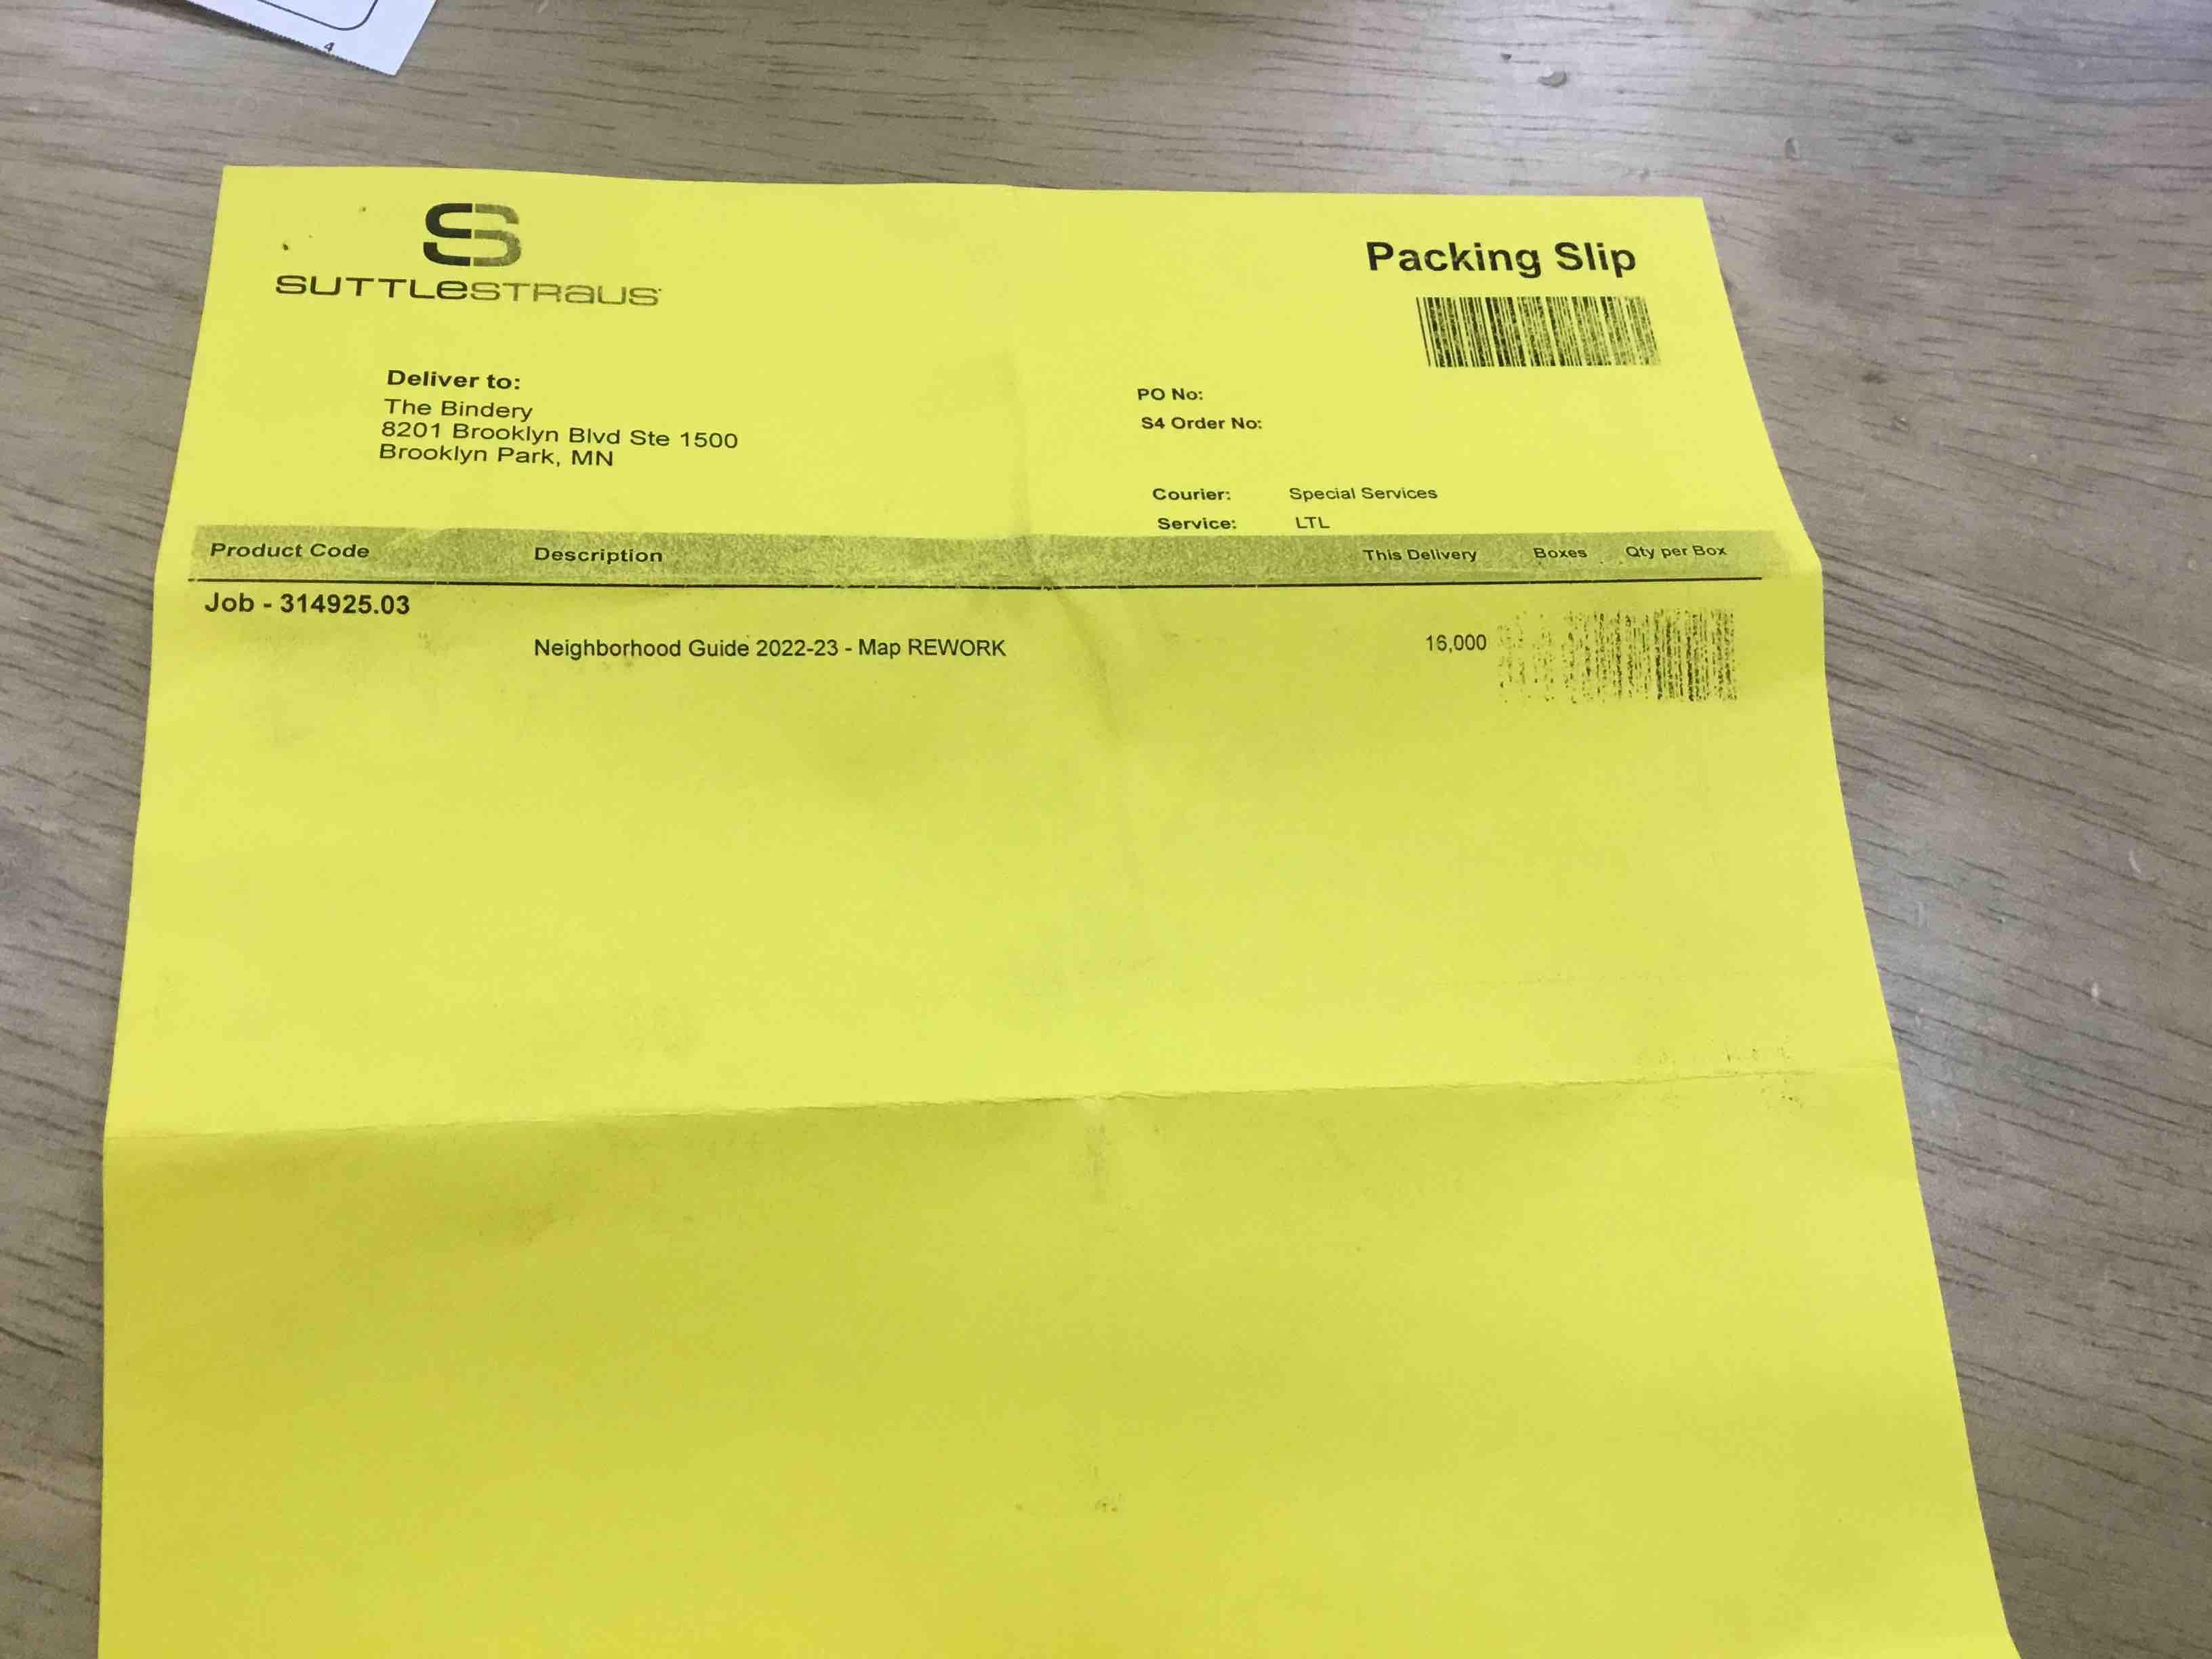 4
SUTTLESTRAUS
Packing Slip
Deliver to:
The Bindery
8201 Brooklyn Blvd Ste 1500
Brooklyn Park, MN
PO No:
S4 Order No:
Courier: Special Services
Service: LTL
Product Code Description This Delivery Boxes Qty per Box
Job - 314925.03
Neighborhood Guide 2022-23 - Map REWORK 16,000